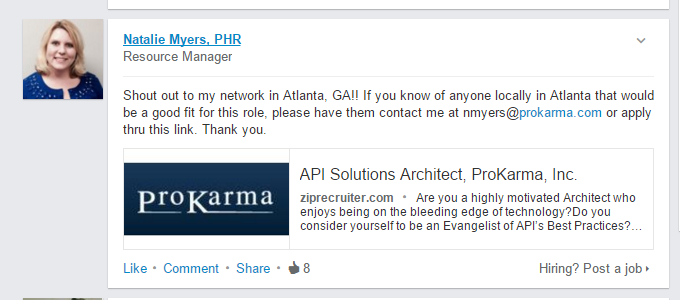 Natalie Myers, PHR
Resource Manager
Shout out to my network in Atlanta, GA!! If you know of anyone locally in Atlanta that would
be a good fit for this role, please have them contact me at nmyers@prokarma.com or apply
thru this link. Thank you.
ProKarma
API Solutions Architect, ProKarma, Inc.
ziprecruiter.com • Are you a highly motivated Architect who
enjoys being on the bleeding edge of technology?Do you
consider yourself to be an Evangelist of API's Best Practices?…
Like • Comment • Share • 8
Hiring? Post a job